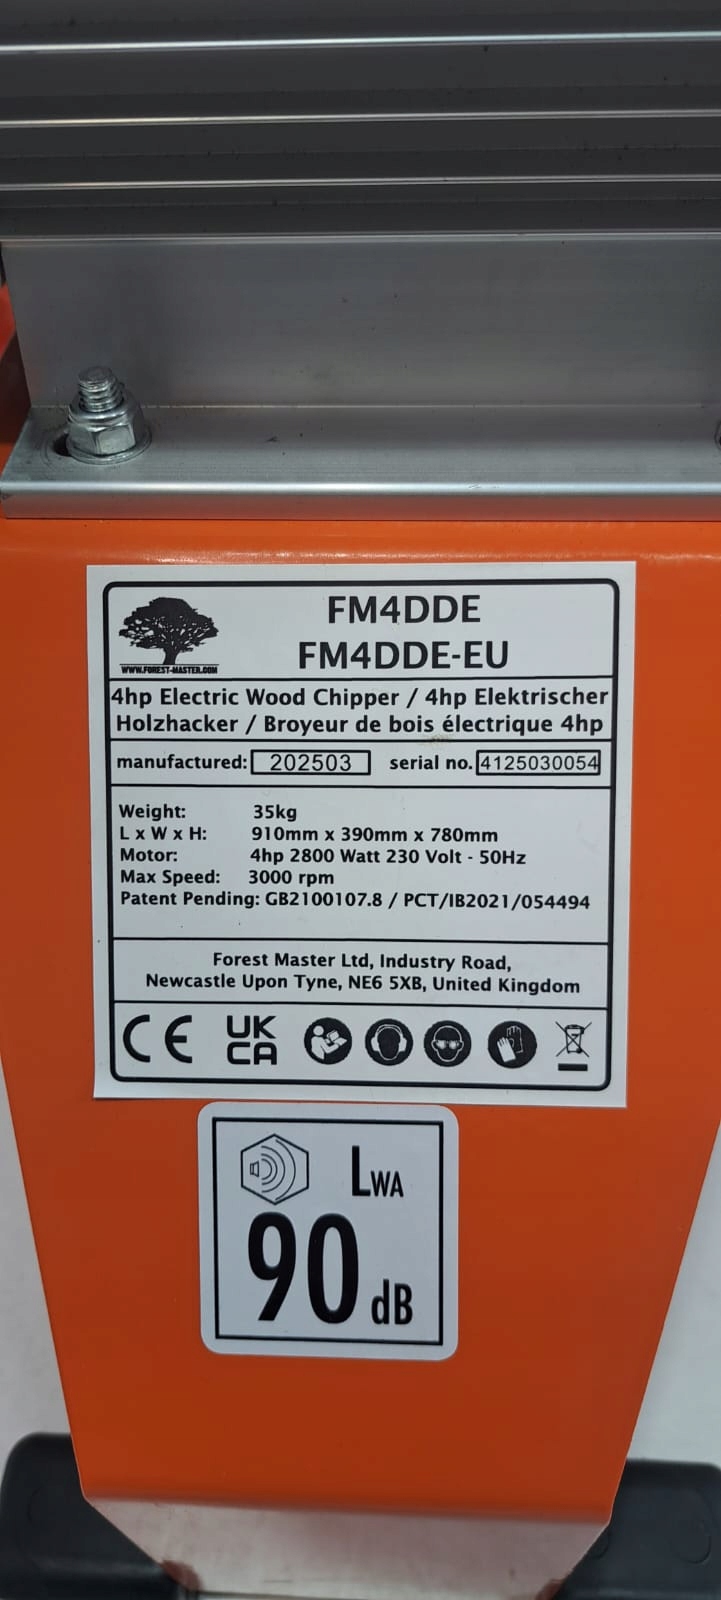 FM4DDE
FM4DDE-EU
WWW.FOREST-MASTER.COM
4hp Electric Wood Chipper / 4hp Elektrischer
Holzhacker / Broyeur de bois électrique 4hp
manufactured: 202503 serial no. 4125030054
Weight: 35kg
L x W x H: 910mm x 390mm x 780mm
Motor: 4hp 2800 Watt 230 Volt - 50Hz
Max Speed: 3000 rpm
Patent Pending: GB2100107.8 / PCT/IB2021/054494
Forest Master Ltd, Industry Road,
Newcastle Upon Tyne, NE6 5XB, United Kingdom
CE UK
CA
LWA
90 dB